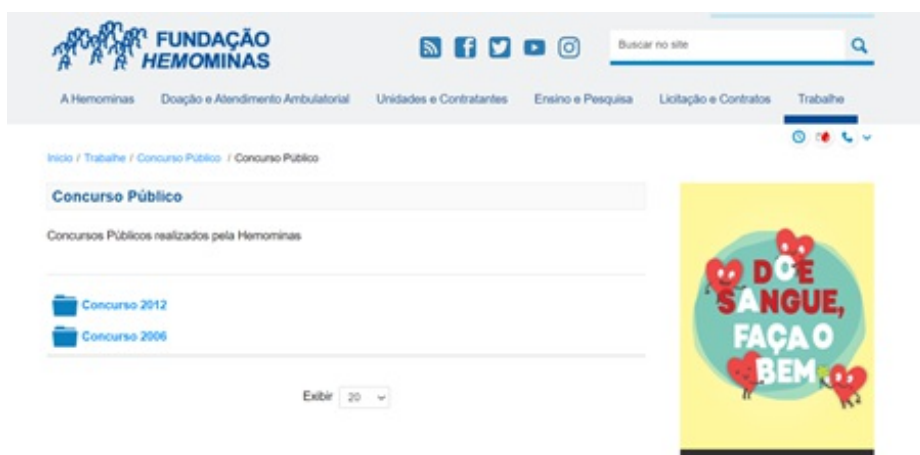 FUNDAÇÃO
HEMOMINAS
Buscar no site
A Hemominas Doação e Atendimento Ambulatorial Unidades e Contratantes Ensino e Pesquisa Licitação e Contratos Trabalhe
Início / Trabalhe / Concurso Público / Concurso Público
Concurso Público
Concursos Públicos realizados pela Hemominas
Concurso 2012
Concurso 2006
Exibir 20
DOE
SANGUE,
FAÇA O
BEM